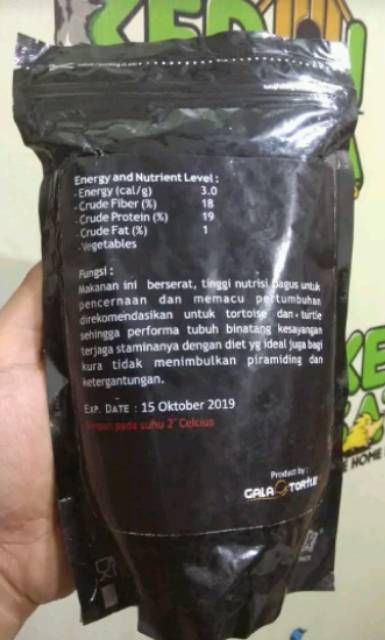 Energy and Nutrient Level :
- Energy (cal/g) 3.0
- Crude Fiber (%) 18
- Crude Protein (%) 19
- Crude Fat (%) 1
- Vegetables
Fungsi :
Makanan ini berserat, tinggi nutrisi bagus untuk
pencernaan dan memacu pertumbuhan
direkomendasikan untuk tortoise dan turtle
sehingga performa tubuh binatang kesayangan
terjaga staminanya dengan diet yg ideal juga bagi
kura tidak menimbulkan piramiding dan
ketergantungan.
EXP. DATE : 15 Oktober 2019
Simpan pada suhu 2° Celcius
Product by :
GALA TORTLE
HOME